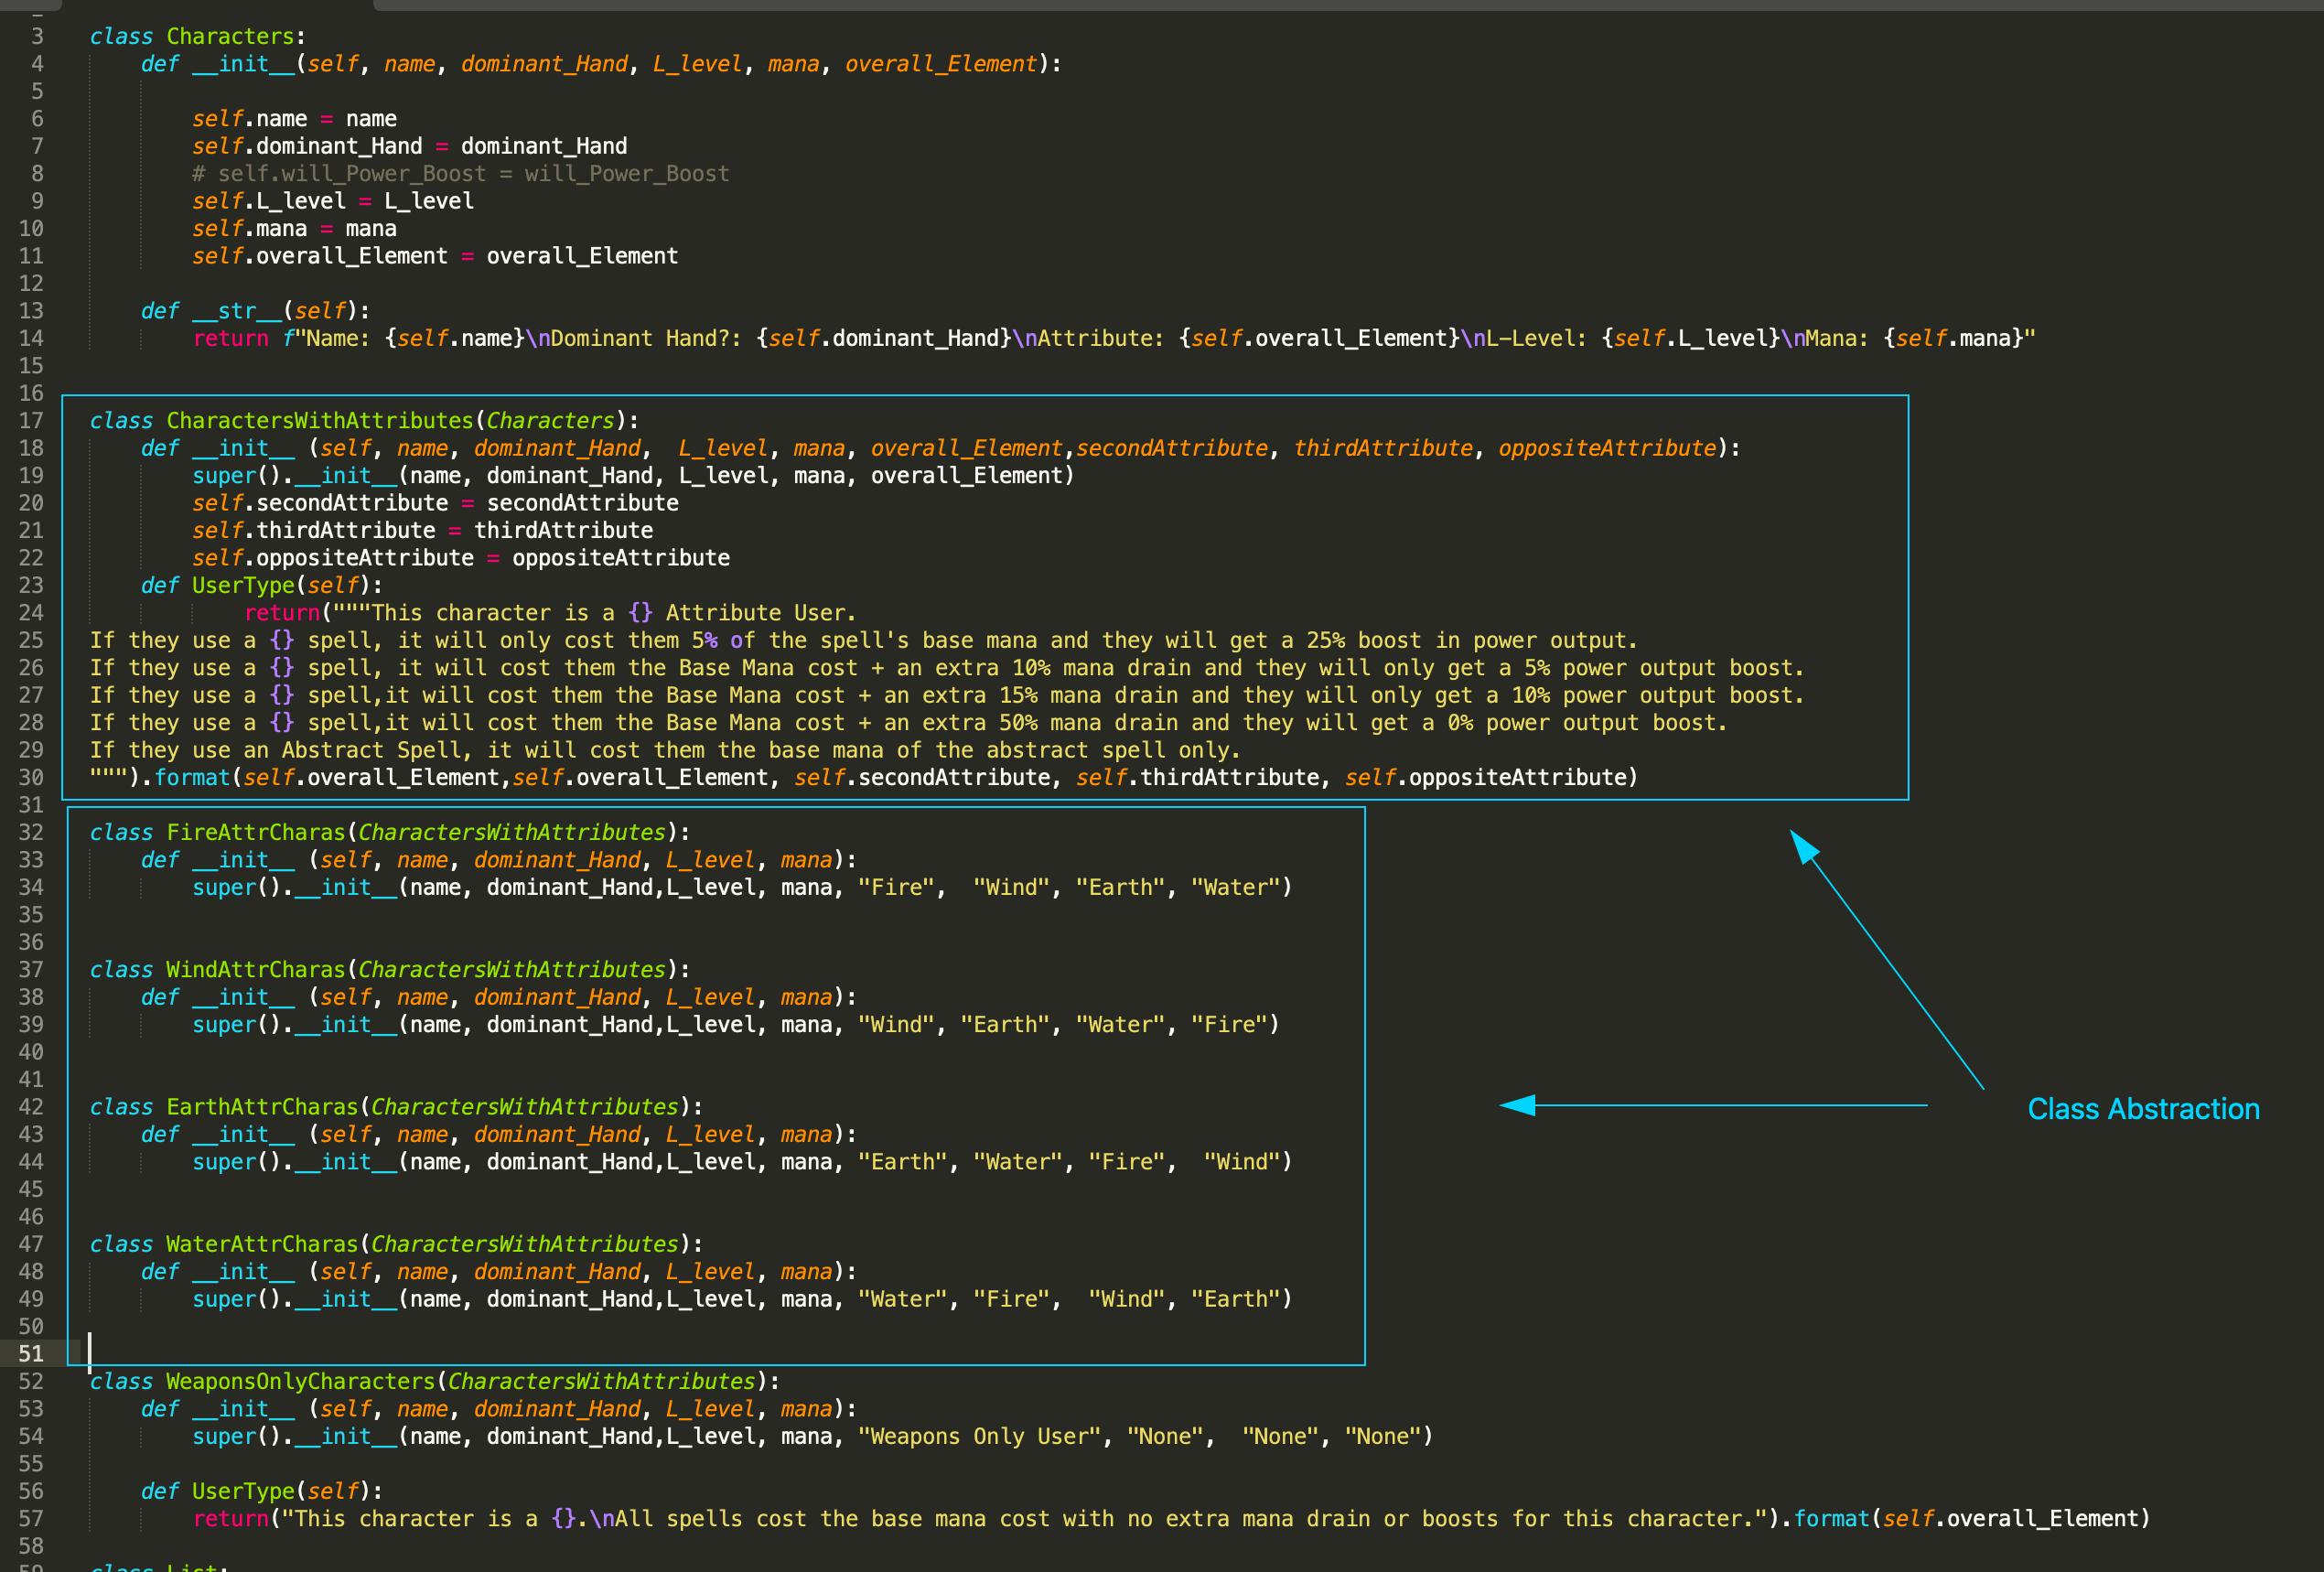 3 class Characters:
4 def __init__(self, name, dominant_Hand, L_level, mana, overall_Element):
5
6 self.name = name
7 self.dominant_Hand = dominant_Hand
8 # self.will_Power_Boost = will_Power_Boost
9 self.L_level = L_level
10 self.mana = mana
11 self.overall_Element = overall_Element
12
13 def __str__(self):
14 return f"Name: {self.name}\nDominant Hand?: {self.dominant_Hand}\nAttribute: {self.overall_Element}\nL-Level: {self.L_level}\nMana: {self.mana}"
15
16
17 class CharactersWithAttributes(Characters):
18 def __init__ (self, name, dominant_Hand,  L_level, mana, overall_Element,secondAttribute, thirdAttribute, oppositeAttribute):
19 super().__init__(name, dominant_Hand, L_level, mana, overall_Element)
20 self.secondAttribute = secondAttribute
21 self.thirdAttribute = thirdAttribute
22 self.oppositeAttribute = oppositeAttribute
23 def UserType(self):
24 return("""This character is a {} Attribute User.
25 If they use a {} spell, it will only cost them 5% of the spell's base mana and they will get a 25% boost in power output.
26 If they use a {} spell, it will cost them the Base Mana cost + an extra 10% mana drain and they will only get a 5% power output boost.
27 If they use a {} spell,it will cost them the Base Mana cost + an extra 15% mana drain and they will only get a 10% power output boost.
28 If they use a {} spell,it will cost them the Base Mana cost + an extra 50% mana drain and they will get a 0% power output boost.
29 If they use an Abstract Spell, it will cost them the base mana of the abstract spell only.
30 """).format(self.overall_Element,self.overall_Element, self.secondAttribute, self.thirdAttribute, self.oppositeAttribute)
31
32 class FireAttrCharas(CharactersWithAttributes):
33 def __init__ (self, name, dominant_Hand, L_level, mana):
34 super().__init__(name, dominant_Hand,L_level, mana, "Fire",  "Wind", "Earth", "Water")
35
36
37 class WindAttrCharas(CharactersWithAttributes):
38 def __init__ (self, name, dominant_Hand, L_level, mana):
39 super().__init__(name, dominant_Hand,L_level, mana, "Wind", "Earth", "Water", "Fire")
40
41
42 class EarthAttrCharas(CharactersWithAttributes):
Class Abstraction
43 def __init__ (self, name, dominant_Hand, L_level, mana):
44 super().__init__(name, dominant_Hand,L_level, mana, "Earth", "Water", "Fire",  "Wind")
45
46
47 class WaterAttrCharas(CharactersWithAttributes):
48 def __init__ (self, name, dominant_Hand, L_level, mana):
49 super().__init__(name, dominant_Hand,L_level, mana, "Water", "Fire",  "Wind", "Earth")
50
51
52 class WeaponsOnlyCharacters(CharactersWithAttributes):
53 def __init__ (self, name, dominant_Hand, L_level, mana):
54 super().__init__(name, dominant_Hand,L_level, mana, "Weapons Only User", "None",  "None", "None")
55
56 def UserType(self):
57 return("This character is a {}.\nAll spells cost the base mana cost with no extra mana drain or boosts for this character.").format(self.overall_Element)
58
59 class List: